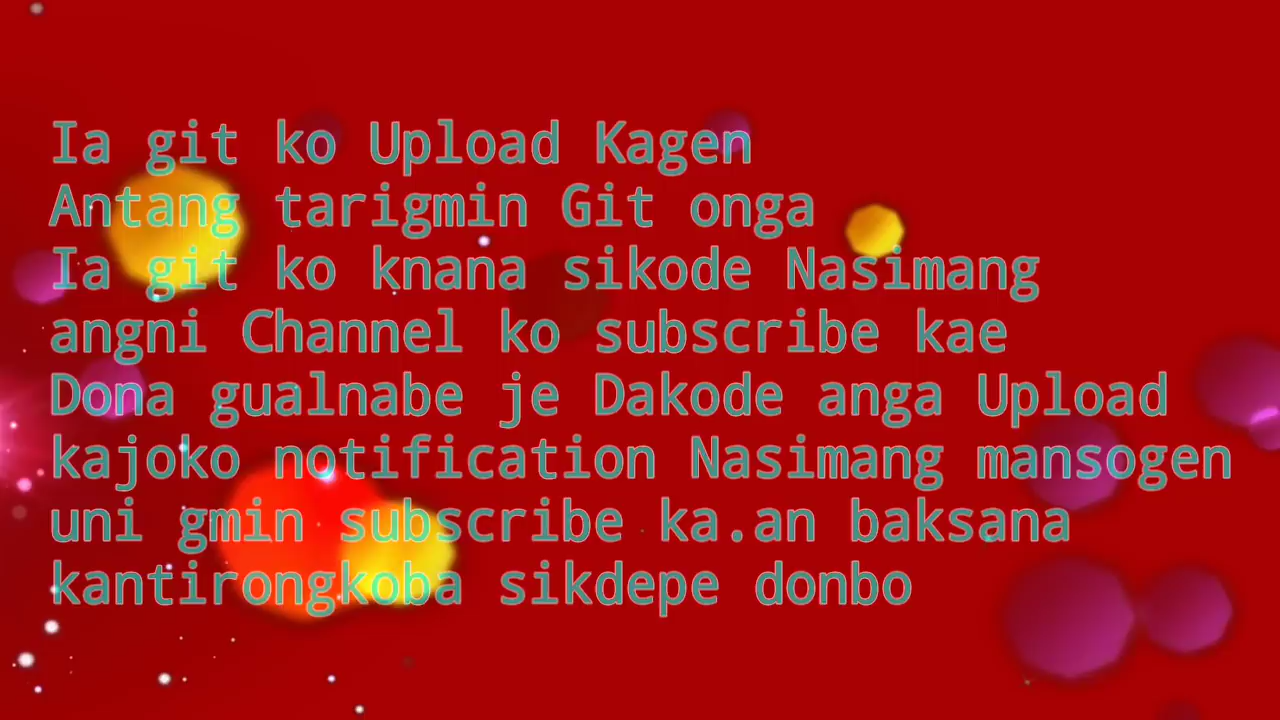 Ia git ko Upload Kagen
Antang tarigmin Git onga
Ia git ko knana sikode Nasimang
angni Channel ko subscribe kae
Dona gualnabe je Dakode anga Upload
kajoko notification Nasimang mansogen
uni gmin subscribe ka.an baksana
kantirongkoba sikdepe donbo